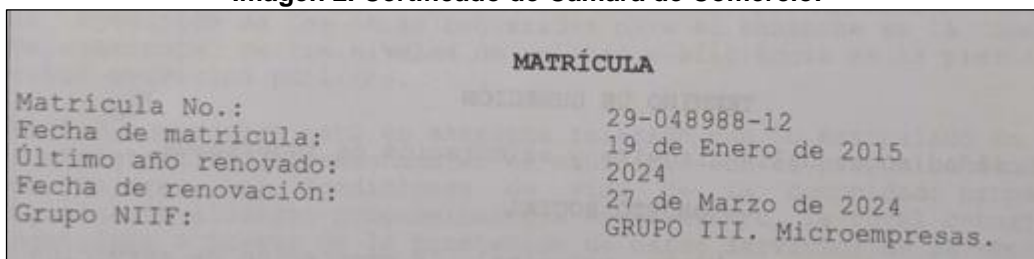 Imagen 2. Certificado de Cámara de Comercio.
MATRÍCULA
Matrícula No.: 29-048988-12
Fecha de matrícula: 19 de Enero de 2015
Último año renovado: 2024
Fecha de renovación: 27 de Marzo de 2024
Grupo NIIF: GRUPO III. Microempresas.